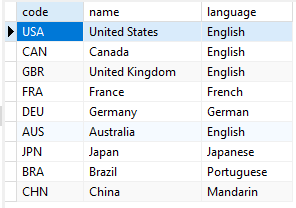 code name language
USA United States English
CAN Canada English
GBR United Kingdom English
FRA France French
DEU Germany German
AUS Australia English
JPN Japan Japanese
BRA Brazil Portuguese
CHN China Mandarin